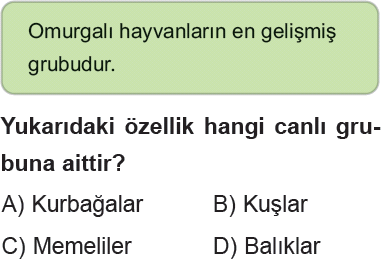 Omurgalı hayvanların en gelişmiş
grubudur.
Yukarıdaki özellik hangi canlı gru-
buna aittir?
A) Kurbağalar B) Kuşlar
C) Memeliler D) Balıklar